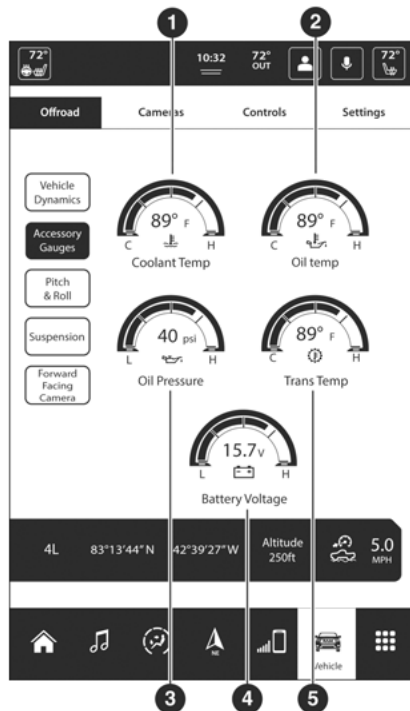 1
2
72°
10:32
72°
OUT
72°
Offroad
Cameras
Controls
Settings
Vehicle
Dynamics
Accessory
Gauges
Pitch
& Roll
Suspension
Forward
Facing
Camera
89° F
C
H
Coolant Temp
89° F
C
H
Oil temp
40 psi
L
H
Oil Pressure
89° F
C
H
Trans Temp
15.7 v
L
H
Battery Voltage
4L
83°13'44" N
42°39'27" W
Altitude
250ft
5.0
MPH
NE
Vehicle
3
4
5